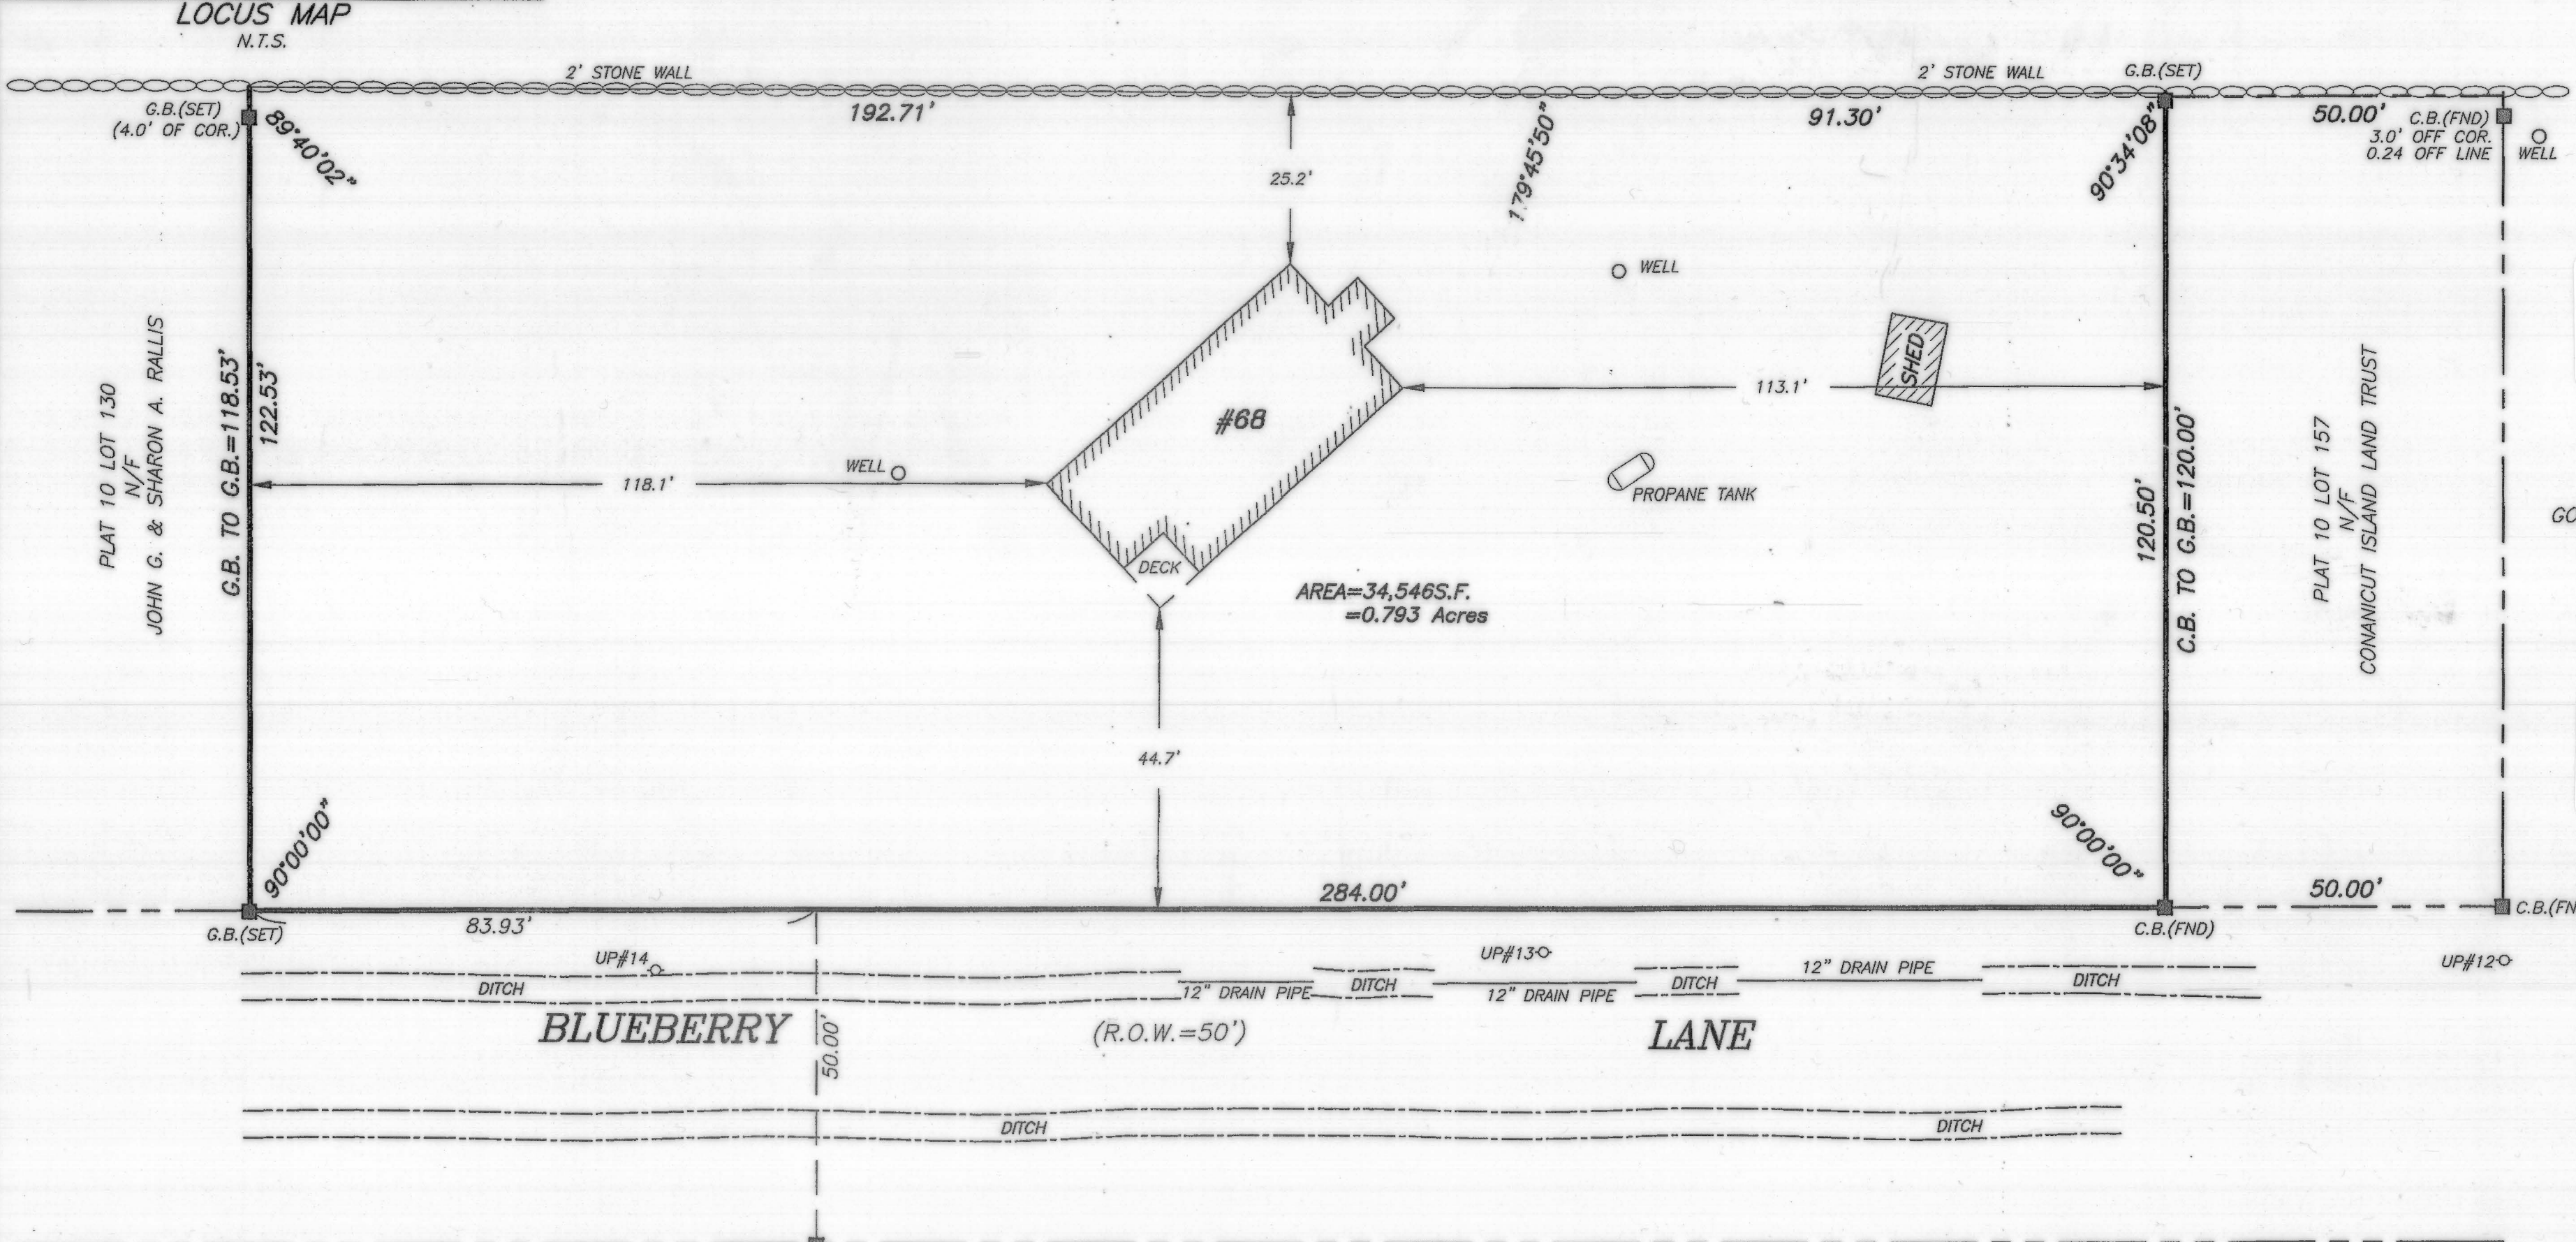 LOCUS MAP
N.T.S.
2' STONE WALL
2' STONE WALL
G.B.(SET)
G.B.(SET)
(4.0' OF COR.)
192.71'
91.30'
50.00'
C.B.(FND)
3.0' OFF COR.
0.24 OFF LINE
WELL
89°40'02"
179°45'50"
90°34'08"
25.2'
WELL
SHED
PLAT 10 LOT 130
N/F
JOHN G. & SHARON A. RALLIS
G.B. TO G.B.=118.53'
122.53'
118.1'
WELL
#68
113.1'
PROPANE TANK
120.50'
C.B. TO G.B.=120.00'
PLAT 10 LOT 157
N/F
CONANICUT ISLAND LAND TRUST
GO
DECK
AREA=34,546S.F.
=0.793 Acres
44.7'
90°00'00"
90°00'00"
284.00'
50.00'
G.B.(SET)
83.93'
C.B.(FND)
C.B.(FN
UP#14
UP#13
UP#12
DITCH
12" DRAIN PIPE
DITCH
12" DRAIN PIPE
DITCH
12" DRAIN PIPE
DITCH
BLUEBERRY
50.00'
(R.O.W.=50')
LANE
DITCH
DITCH